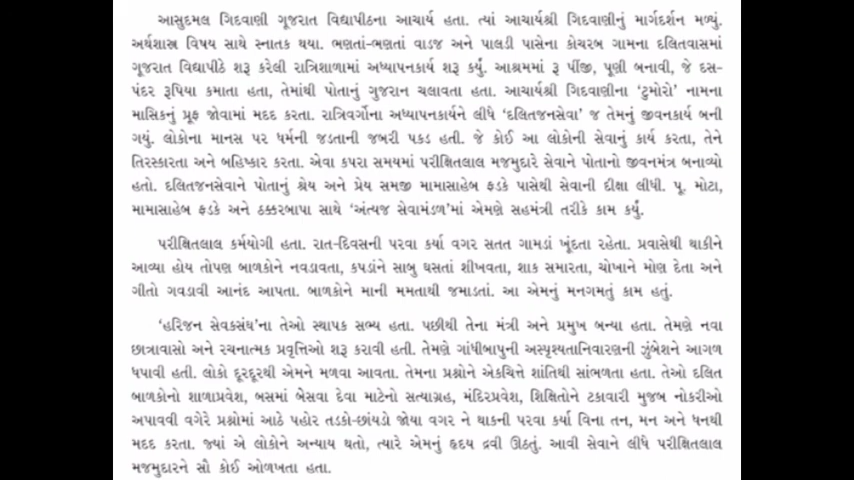 આસુદમલ ગિદવાણી ગૂજરાત વિદ્યાપીઠના આચાર્ય હતા. ત્યાં આચાર્યશ્રી ગિદવાણીનું માર્ગદર્શન મળ્યું.
અર્થશાસ્ત્ર વિષય સાથે સ્નાતક થયા. ભણતાં-ભણતાં વાડજ અને પાલડી પાસેના કોચરબ ગામના દલિતવાસમાં
ગૂજરાત વિદ્યાપીઠે શરૂ કરેલી રાત્રિશાળામાં અધ્યાપનકાર્ય શરૂ કર્યું. આશ્રમમાં રૂ પીંજી, પૂણી બનાવી, જે દસ-
પંદર રૂપિયા કમાતા હતા, તેમાંથી પોતાનું ગુજરાન ચલાવતા હતા. આચાર્યશ્રી ગિદવાણીના ‘ટુમોરો’ નામના
માસિકનું પ્રૂફ જોવામાં મદદ કરતા. રાત્રિવર્ગોના અધ્યાપનકાર્યને લીધે ‘દલિતજનસેવા’ જ તેમનું જીવનકાર્ય બની
ગયું. લોકોના માનસ પર ધર્મની જડતાની જબરી પકડ હતી. જે કોઈ આ લોકોની સેવાનું કાર્ય કરતા, તેને
તિરસ્કારતા અને બહિષ્કાર કરતા. એવા કપરા સમયમાં પરીક્ષિતલાલ મજમુદારે સેવાને પોતાનો જીવનમંત્ર બનાવ્યો
હતો. દલિતજનસેવાને પોતાનું શ્રેય અને પ્રેય સમજી મામાસાહેબ ફડકે પાસેથી સેવાની દીક્ષા લીધી. પૂ. મોટા,
મામાસાહેબ ફડકે અને ઠક્કરબાપા સાથે ‘અંત્યજ સેવામંડળ’માં એમણે સહમંત્રી તરીકે કામ કર્યું.
પરીક્ષિતલાલ કર્મયોગી હતા. રાત-દિવસની પરવા કર્યા વગર સતત ગામડાં ખૂંદતા રહેતા. પ્રવાસેથી થાકીને
આવ્યા હોય તોપણ બાળકોને નવડાવતા, કપડાંને સાબુ ઘસતાં શીખવતા, શાક સમારતા, ચોખાને મોણ દેતા અને
ગીતો ગવડાવી આનંદ આપતા. બાળકોને માની મમતાથી જમાડતાં. આ એમનું મનગમતું કામ હતું.
‘હરિજન સેવકસંઘ’ના તેઓ સ્થાપક સભ્ય હતા. પછીથી તેના મંત્રી અને પ્રમુખ બન્યા હતા. તેમણે નવા
છાત્રાવાસો અને રચનાત્મક પ્રવૃત્તિઓ શરૂ કરાવી હતી. તેમણે ગાંધીબાપુની અસ્પૃશ્યતાનિવારણની ઝુંબેશને આગળ
ધપાવી હતી. લોકો દૂરદૂરથી એમને મળવા આવતા. તેમના પ્રશ્નોને એકચિત્તે શાંતિથી સાંભળતા હતા. તેઓ દલિત
બાળકોનો શાળાપ્રવેશ, બસમાં બેસવા દેવા માટેનો સત્યાગ્રહ, મંદિરપ્રવેશ, શિક્ષિતોને ટકાવારી મુજબ નોકરીઓ
અપાવવી વગેરે પ્રશ્નોમાં આઠે પહોર તડકો-છાંયડો જોયા વગર ને થાકની પરવા કર્યા વિના તન, મન અને ધનથી
મદદ કરતા. જ્યાં એ લોકોને અન્યાય થતો, ત્યારે એમનું હૃદય દ્રવી ઊઠતું. આવી સેવાને લીધે પરીક્ષિતલાલ
મજમુદારને સૌ કોઈ ઓળખતા હતા.